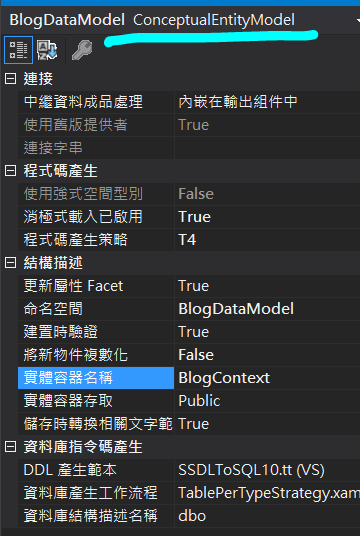 BlogDataModel ConceptualEntityModel
連接
中繼資料成品處理 內嵌在輸出組件中
使用舊版提供者 True
連接字串
程式碼產生
使用強式空間型別 False
消極式載入已啟用 True
程式碼產生策略 T4
結構描述
更新屬性 Facet True
命名空間 BlogDataModel
建置時驗證 True
將新物件複數化 False
實體容器名稱 BlogContext
實體容器存取 Public
儲存時轉換相關文字範 True
資料庫指令碼產生
DDL 產生範本 SSDLToSQL10.tt (VS)
資料庫產生工作流程 TablePerTypeStrategy.xam
資料庫結構描述名稱 dbo